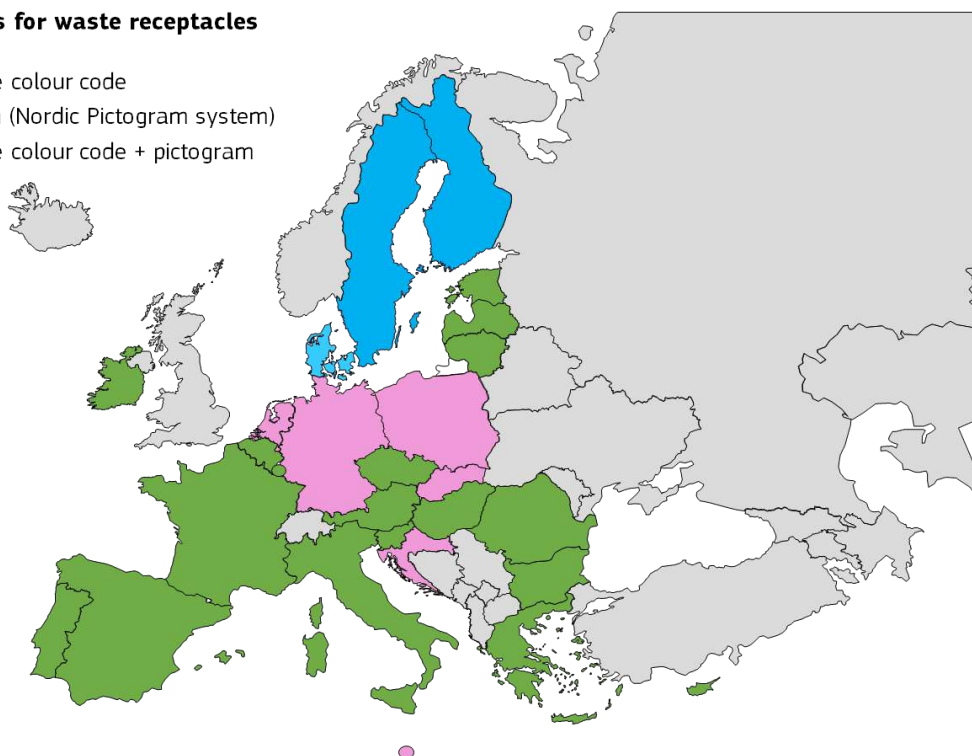 for waste receptacles
colour code
(Nordic Pictogram system)
colour code + pictogram